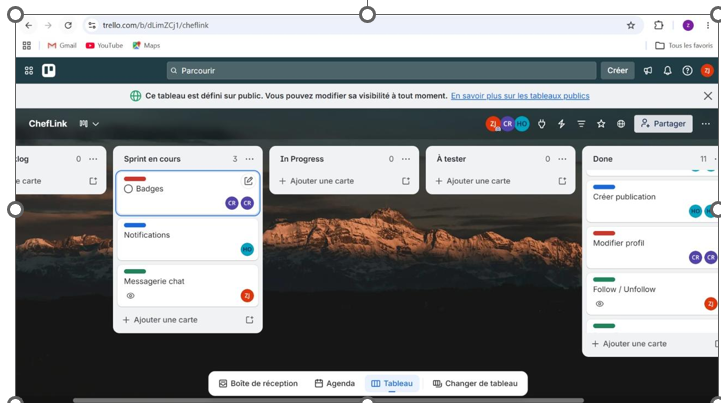 trello.com/b/dLimZCj1/cheflink
Gmail YouTube Maps Tous les favoris
Parcourir Créer ZJ
Ce tableau est défini sur public. Vous pouvez modifier sa visibilité à tout moment. En savoir plus sur les tableaux publics
ChefLink ZJ CR HO Partager
log 0
e carte
Sprint en cours 3
Badges
CR CR
Notifications
HO
Messagerie chat
ZJ
+ Ajouter une carte
In Progress 0
+ Ajouter une carte
À tester 0
+ Ajouter une carte
Done 11
Créer publication
HO
Modifier profil
CR CR
Follow / Unfollow
ZJ
+ Ajouter une carte
Boîte de réception Agenda Tableau Changer de tableau